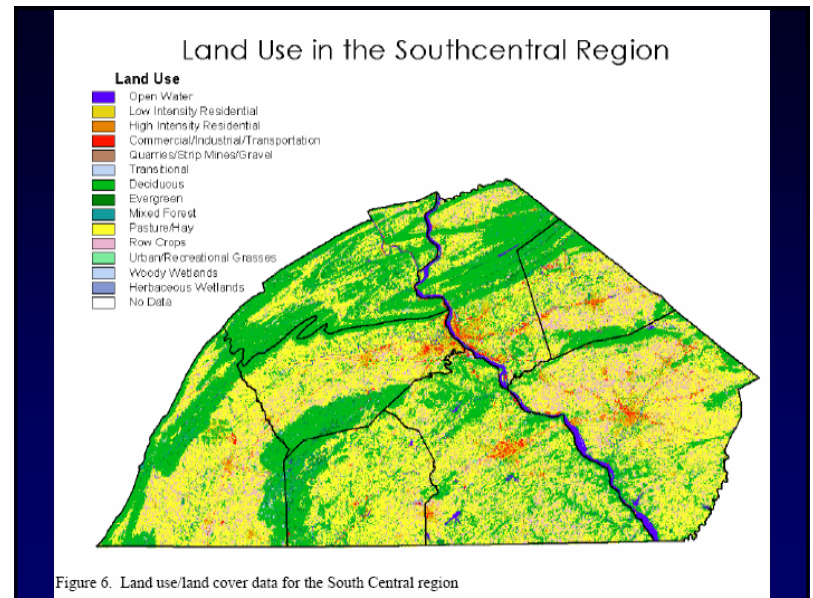 Land Use in the Southcentral Region
Land Use
Open Water
Low Intensity Residential
High Intensity Residential
Commercial/Industrial/Transportation
Quarries/Strip Mines/Gravel
Transitional
Deciduous
Evergreen
Mixed Forest
Pasture/Hay
Row Crops
Urban/Recreational Grasses
Woody Wetlands
Herbaceous Wetlands
No Data
Figure 6. Land use/land cover data for the South Central region